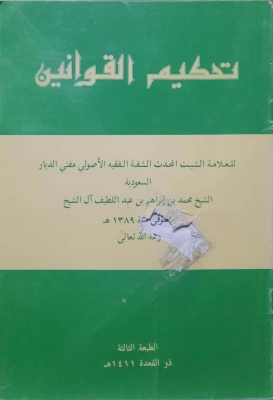 تحكيم القوانين
للعلامة الثبت المحدث الثقة الفقيه الأصولي مفتي الديار
السعودية
الشيخ محمد بن إبراهيم بن عبد اللطيف آل الشيخ
سنة ١٣٨٩ هـ
رحمه الله تعالى
الطبعة الثالثة
ذو القعدة ١٤١١هـ